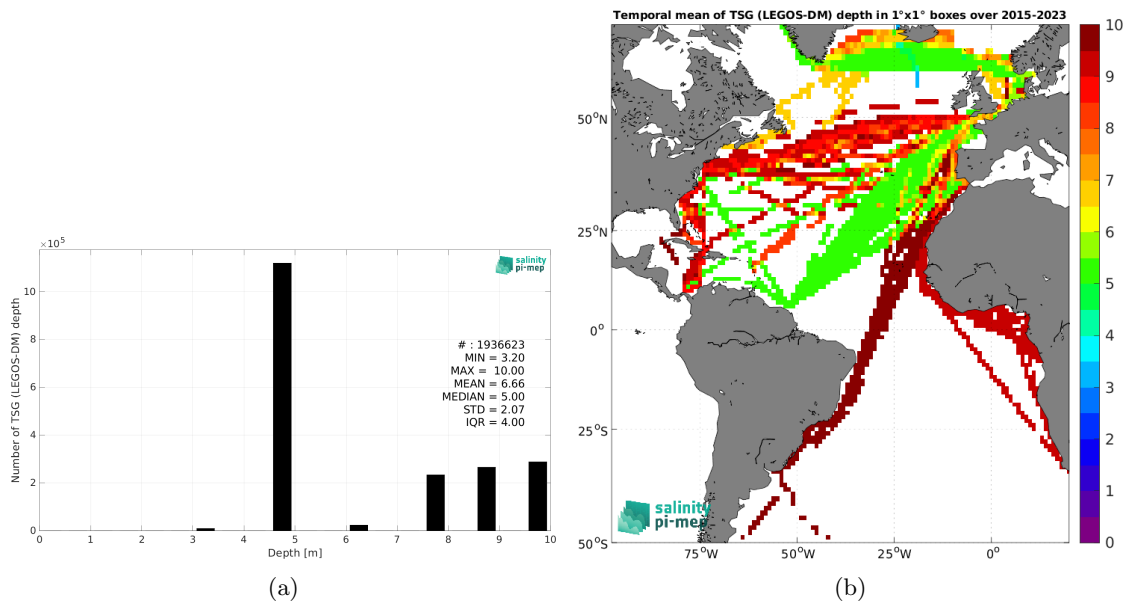 ×10⁵
10
8
6
4
2
0
Number of TSG (LEGOS-DM) depth
salinity
pi-mep
# : 1936623
MIN = 3.20
MAX = 10.00
MEAN = 6.66
MEDIAN = 5.00
STD = 2.07
IQR = 4.00
0 1 2 3 4 5 6 7 8 9 10
Depth [m]
(a)
Temporal mean of TSG (LEGOS-DM) depth in 1°x1° boxes over 2015-2023
50°N
25°N
0°
25°S
50°S
75°W 50°W 25°W 0°
salinity
pi-mep
10
9
8
7
6
5
4
3
2
1
0
(b)